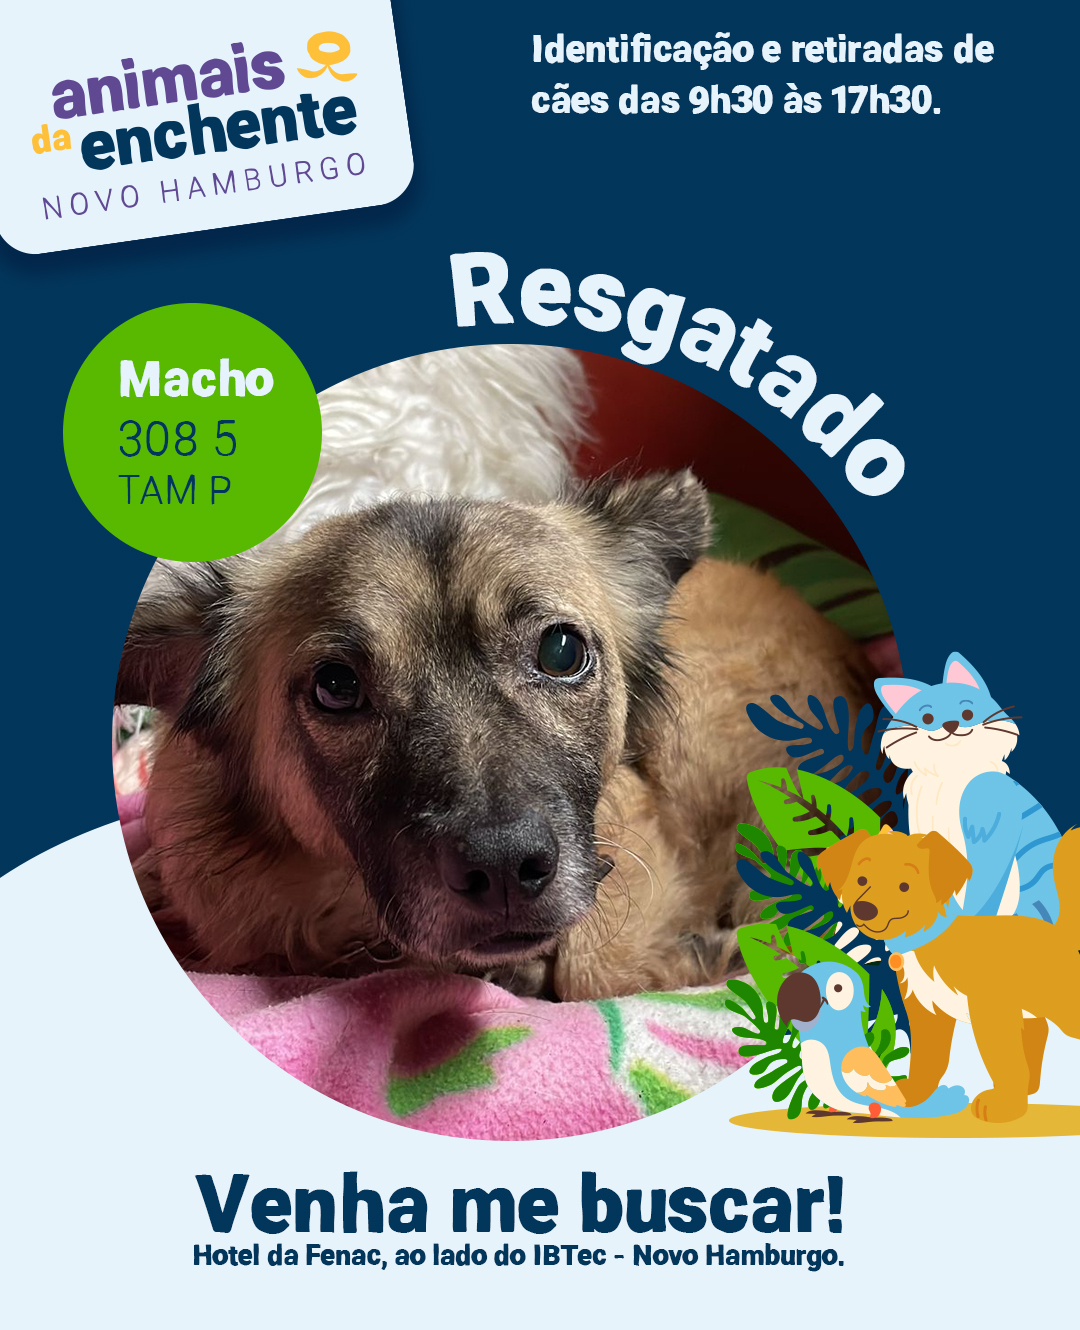 animais
da enchente
NOVO HAMBURGO
Identificação e retiradas de
cães das 9h30 às 17h30.
Resgatado
Macho
308 5
TAM P
Venha me buscar!
Hotel da Fenac, ao lado do IBTec - Novo Hamburgo.